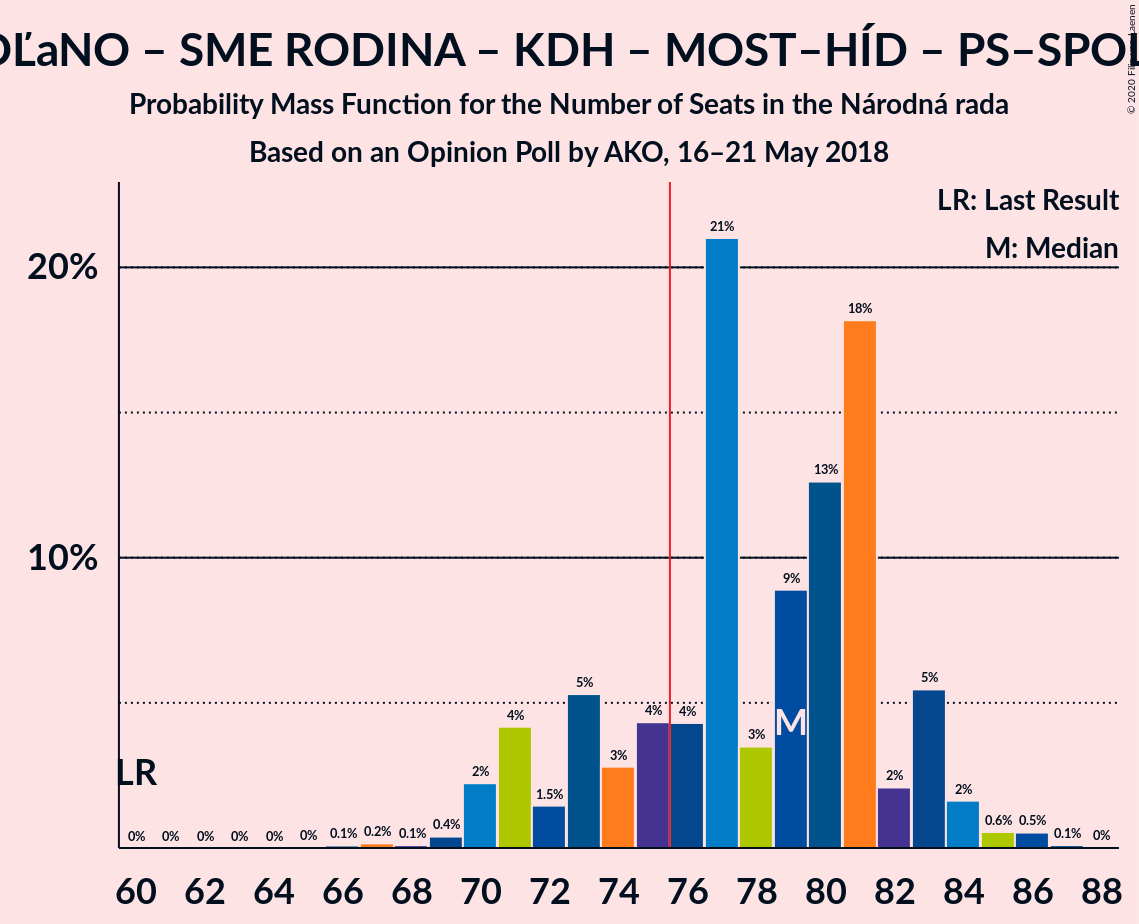 OĽaNO – SME RODINA – KDH – MOST–HÍD – PS–SPOL
© 2020 Filip van Laenen
Probability Mass Function for the Number of Seats in the Národná rada
Based on an Opinion Poll by AKO, 16–21 May 2018
LR: Last Result
M: Median
20%
10%
LR
M
0% 0% 0% 0% 0% 0% 0.1% 0.2% 0.1% 0.4% 2% 4% 1.5% 5% 3% 4% 4% 21% 3% 9% 13% 18% 2% 5% 2% 0.6% 0.5% 0.1% 0%
60 62 64 66 68 70 72 74 76 78 80 82 84 86 88